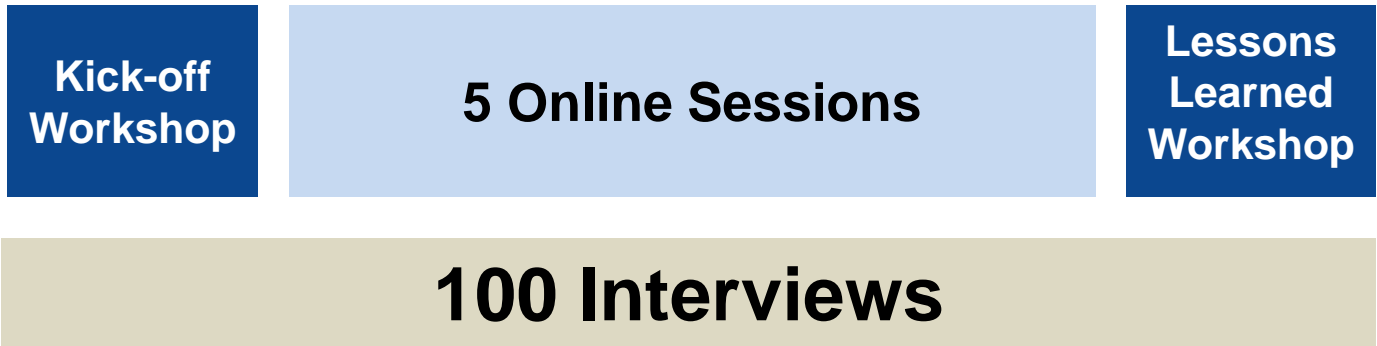 Kick-off
Workshop
5 Online Sessions
Lessons
Learned
Workshop
100 Interviews